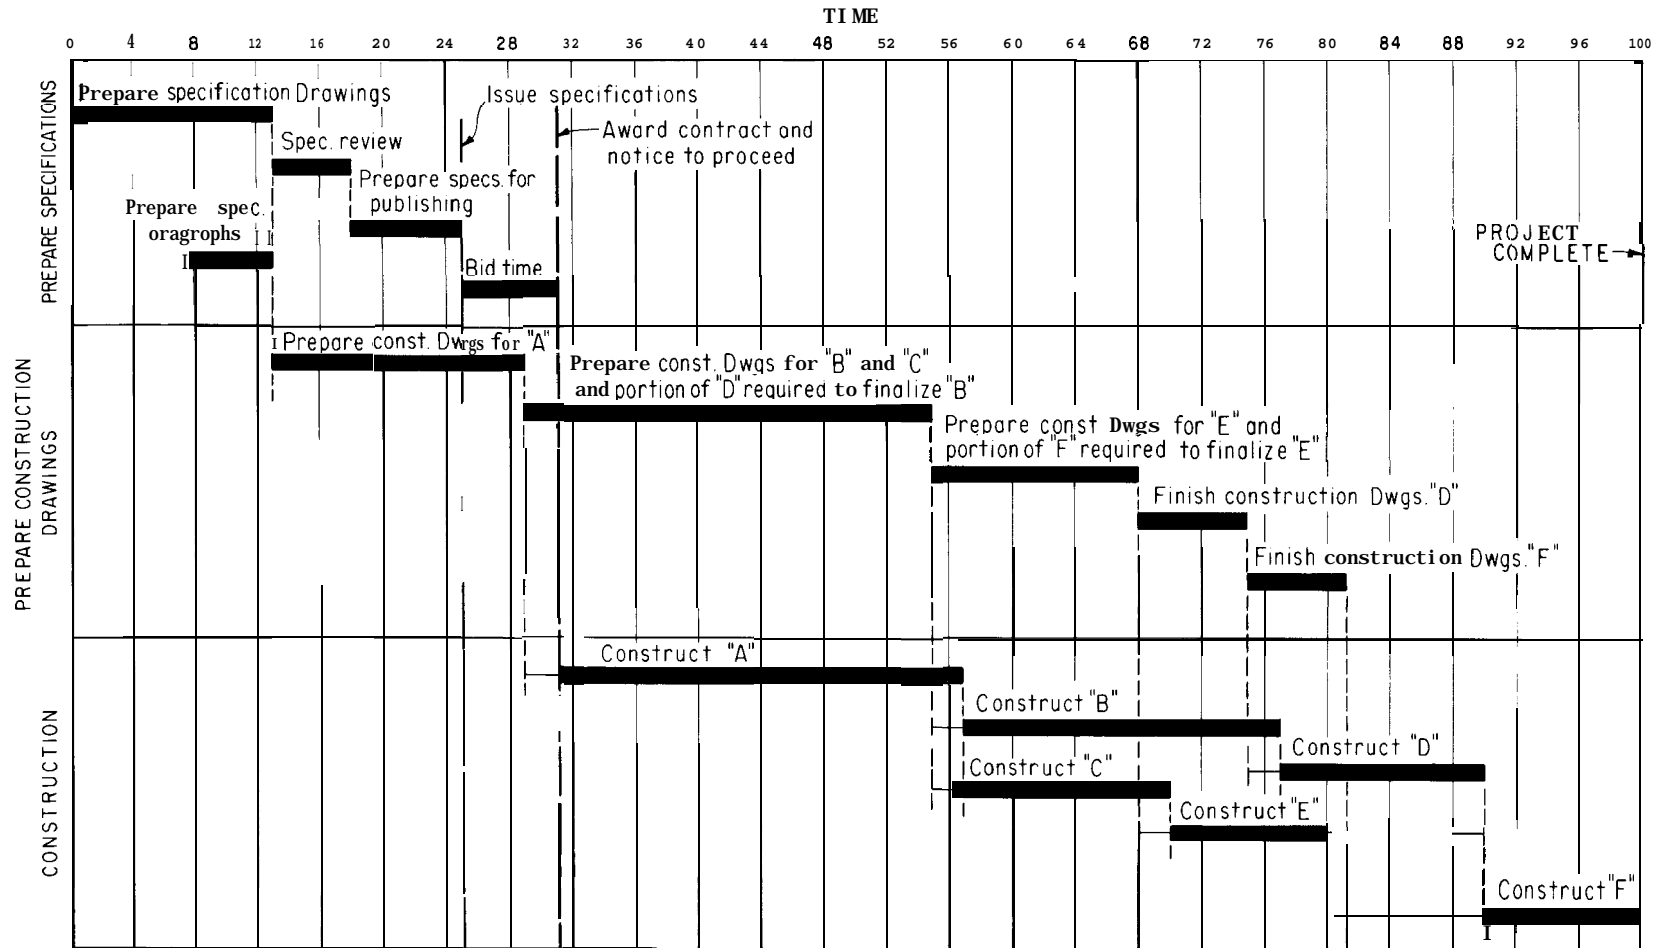 TIME
0 4 8 12 16 20 24 28 32 36 40 44 48 52 56 60 64 68 72 76 80 84 88 92 96 100
PREPARE SPECIFICATIONS
Prepare specification Drawings
Issue specifications
Award contract and
notice to proceed
Spec. review
Prepare specs. for
publishing
Prepare spec.
oragrophs
Bid time
PROJECT
COMPLETE
PREPARE CONSTRUCTION
DRAWINGS
Prepare const. Dwrgs for "A"
Prepare const. Dwgs for "B" and "C"
and portion of "D" required to finalize "B"
Prepare const Dwgs for "E" and
portion of "F" required to finalize "E"
Finish construction Dwgs. "D"
Finish construction Dwgs. "F"
CONSTRUCTION
Construct "A"
Construct "B"
Construct "D"
Construct "C"
Construct "E"
Construct "F"